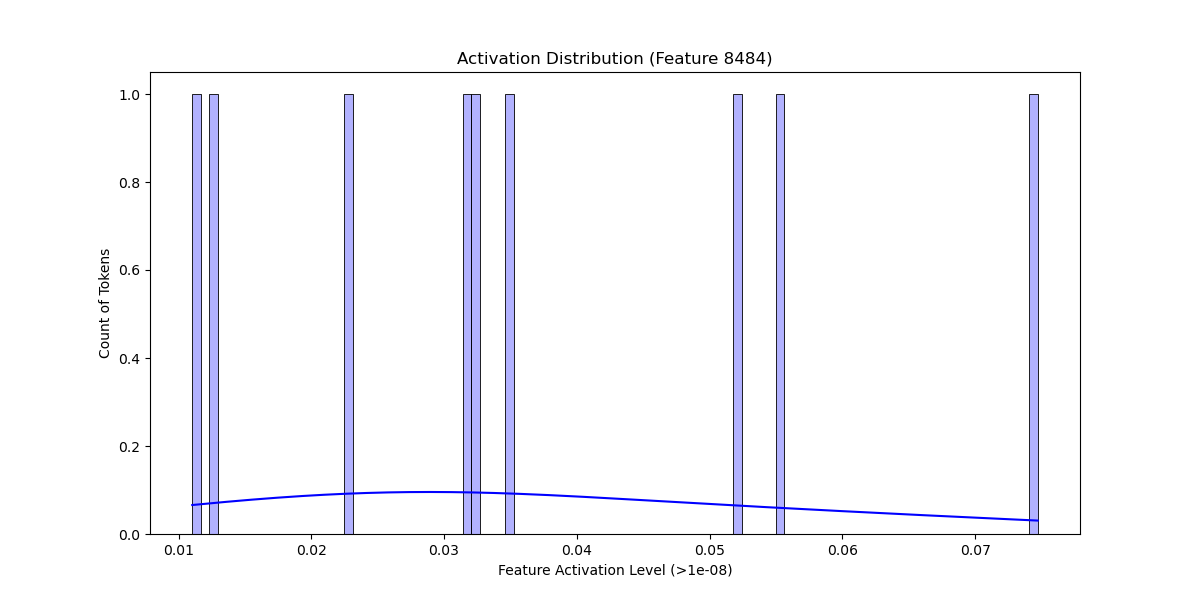 Activation Distribution (Feature 8484)
1.0
0.8
0.6
0.4
0.2
0.0
Count of Tokens
0.01 0.02 0.03 0.04 0.05 0.06 0.07
Feature Activation Level (>1e-08)